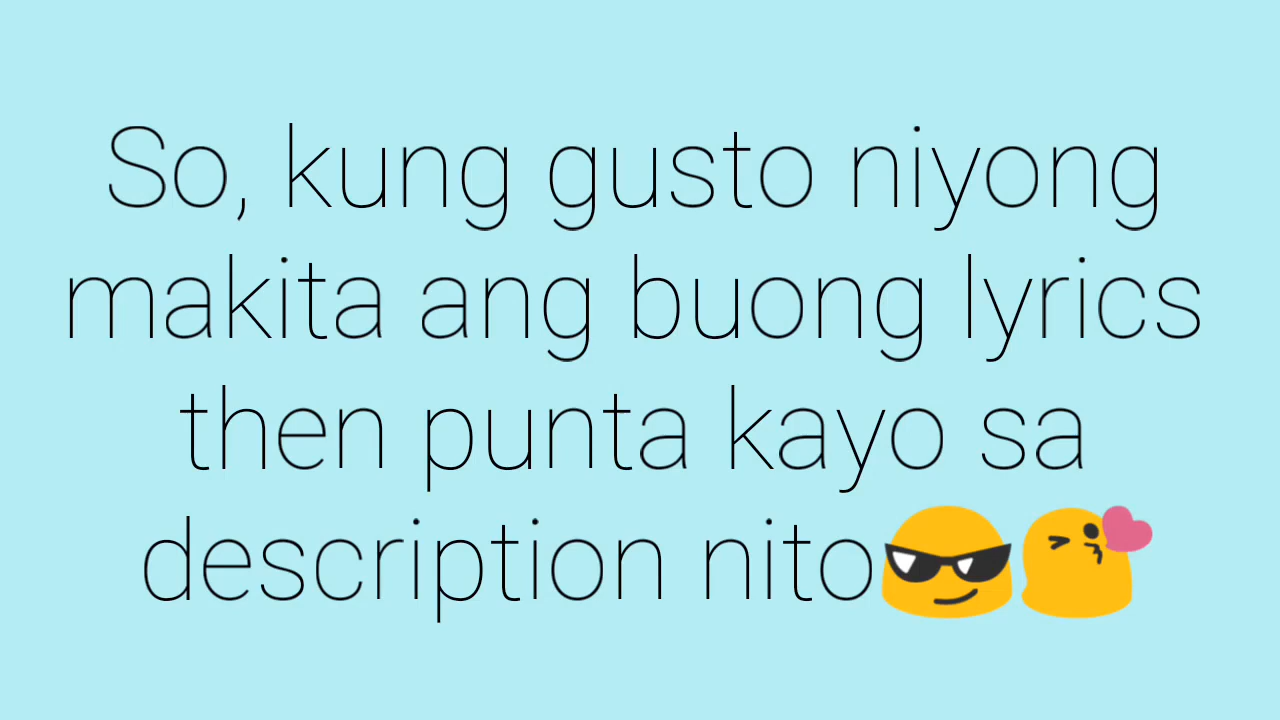 So, kung gusto niyong
makita ang buong lyrics
then punta kayo sa
description nito😎😘